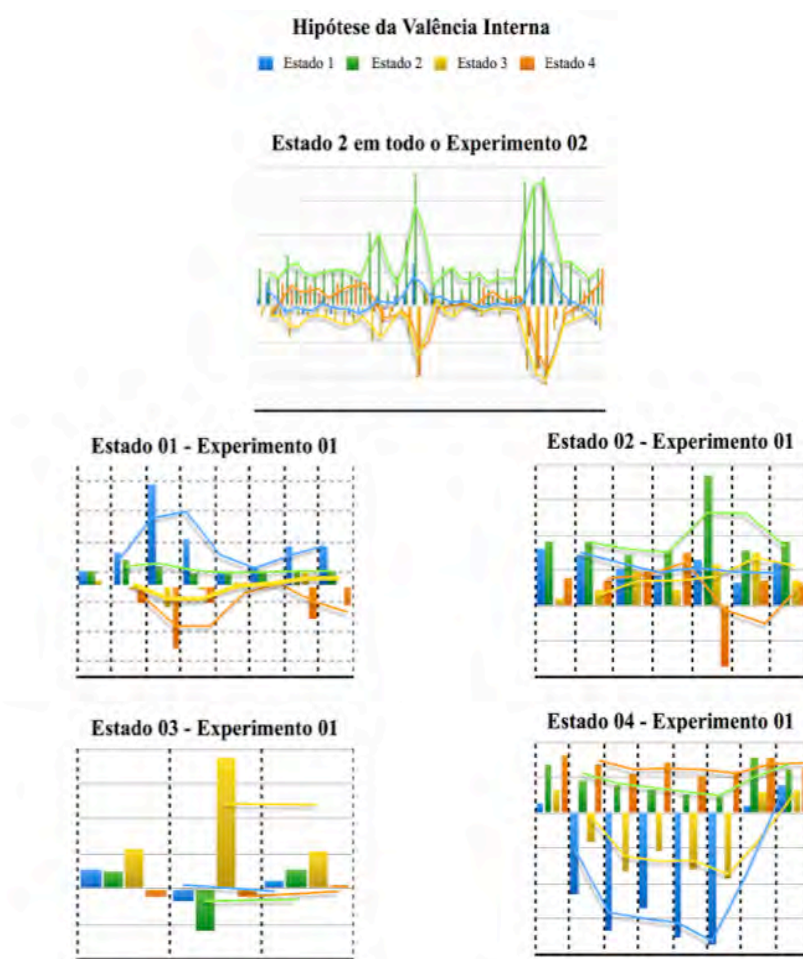 Hipótese da Valência Interna
Estado 1 Estado 2 Estado 3 Estado 4
Estado 2 em todo o Experimento 02
Estado 01 - Experimento 01
Estado 02 - Experimento 01
Estado 03 - Experimento 01
Estado 04 - Experimento 01